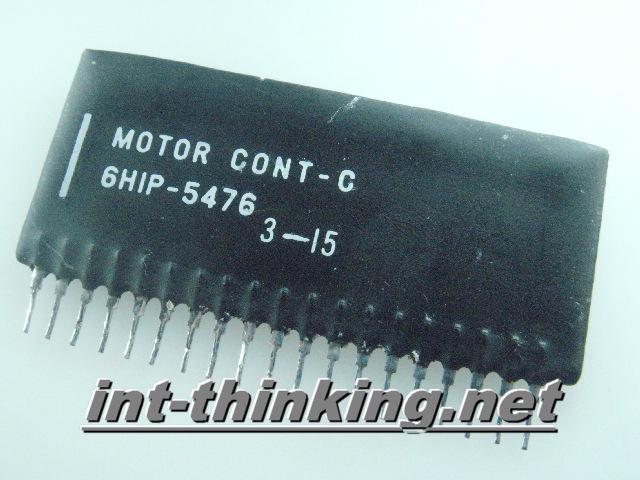 MOTOR CONT-C
6HIP-5476
3-15
int-thinking.net